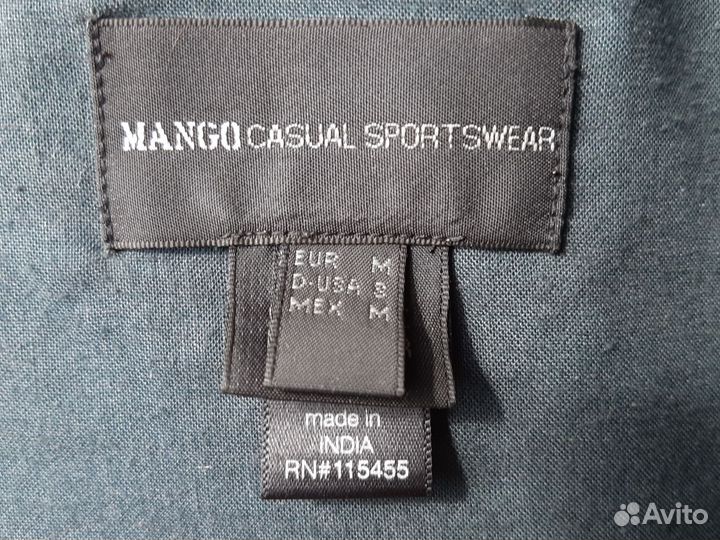 MANGO CASUAL SPORTSWEAR
EUR M
D-USA S
MEX M
made in
INDIA
RN#115455
Avito